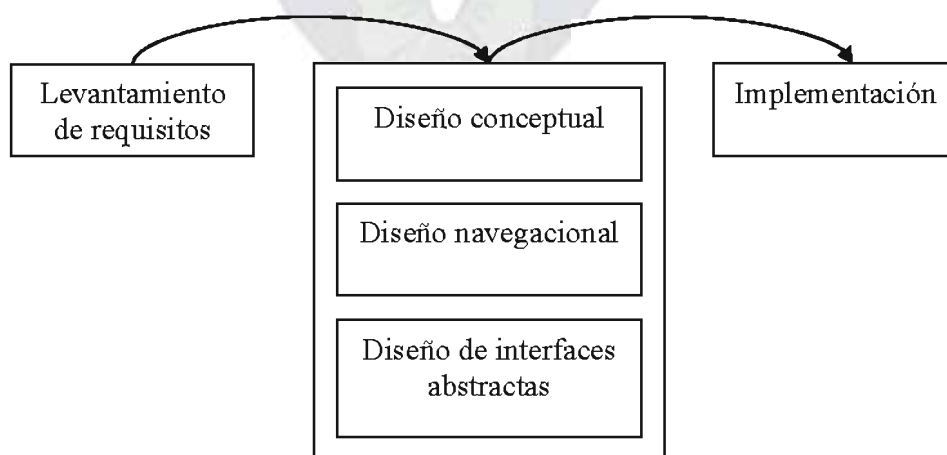 Levantamiento
de requisitos
Diseño conceptual
Diseño navegacional
Diseño de interfaces
abstractas
Implementación